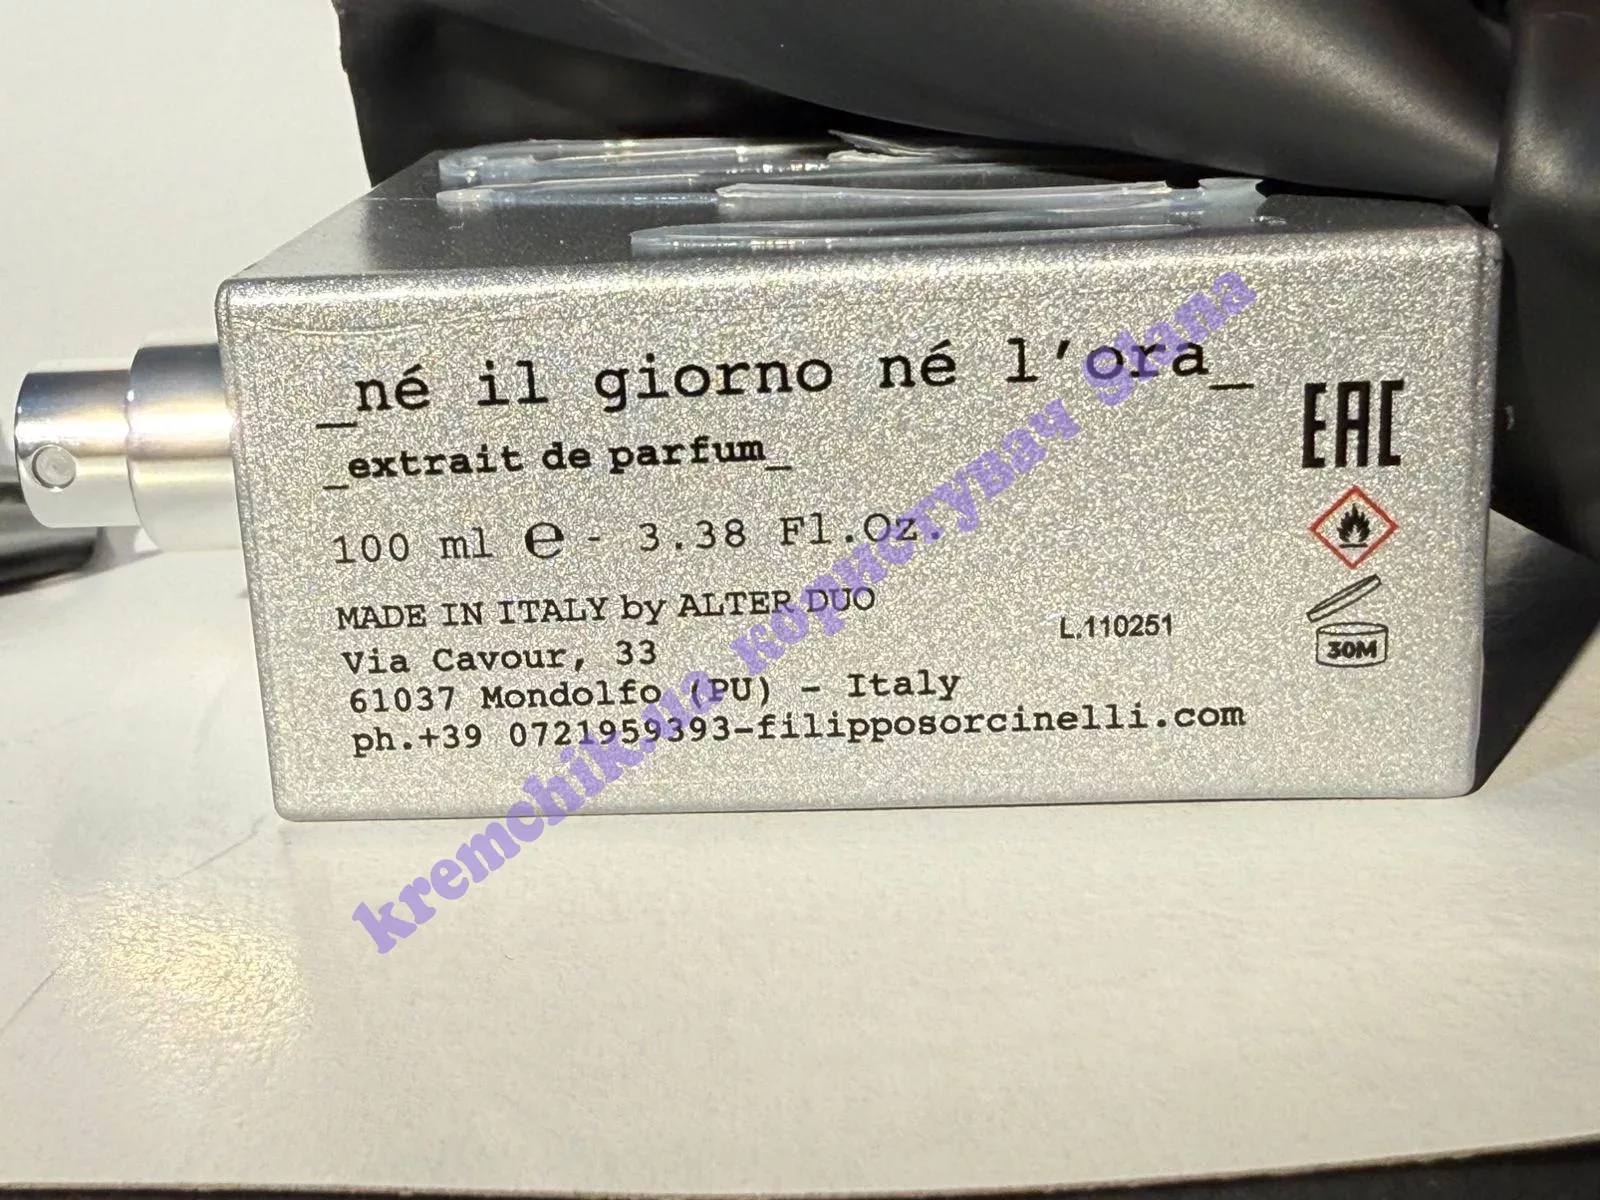 _né il giorno né l'ora_
_extrait de parfum_
100 ml e - 3.38 Fl.Oz.
MADE IN ITALY by ALTER DUO
Via Cavour, 33
61037 Mondolfo (PU) - Italy
ph.+39 0721959393-filipposorcinelli.com
L.110251
EAC
30M
kremchik.ua користувач giana